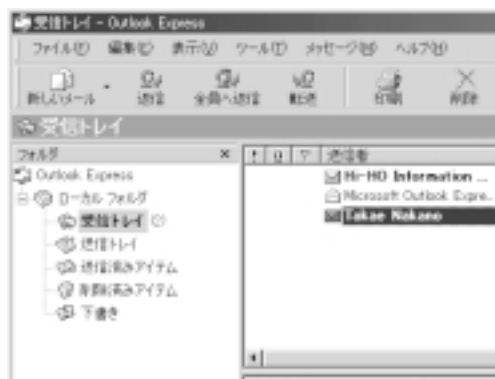 受信トレイ - Outlook Express
ファイル(F) 編集(E) 表示(V) ツール(T) メッセージ(M) ヘルプ(H)
新しいメール 返信 全員へ返信 転送 印刷 削除
受信トレイ
フォルダ × ! 送信者
Outlook Express
ローカル フォルダ
受信トレイ
送信トレイ
送信済みアイテム
削除済みアイテム
下書き
Hi-HO Information ...
Microsoft Outlook Expre...
Takae Nakano